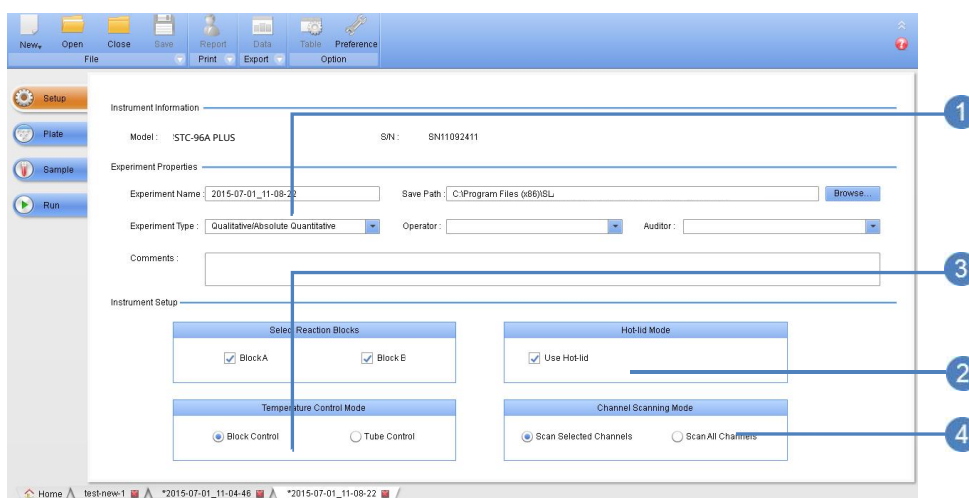 New Open Close Save Report Data Table Preference
File Print Export Option
Setup
Plate
Sample
Run
Instrument Information
Model : STC-96A PLUS S/N : SN11092411
Experiment Properties
Experiment Name : 2015-07-01_11-08-22 Save Path : C:\Program Files (x86)\SL Browse...
Experiment Type : Qualitative/Absolute Quantitative Operator : Auditor :
Comments :
Instrument Setup
Select Reaction Blocks Hot-lid Mode
Block A Block B Use Hot-lid
Temperature Control Mode Channel Scanning Mode
Block Control Tube Control Scan Selected Channels Scan All Channels
Home test-new-1 *2015-07-01_11-04-46 *2015-07-01_11-08-22
1
3
2
4